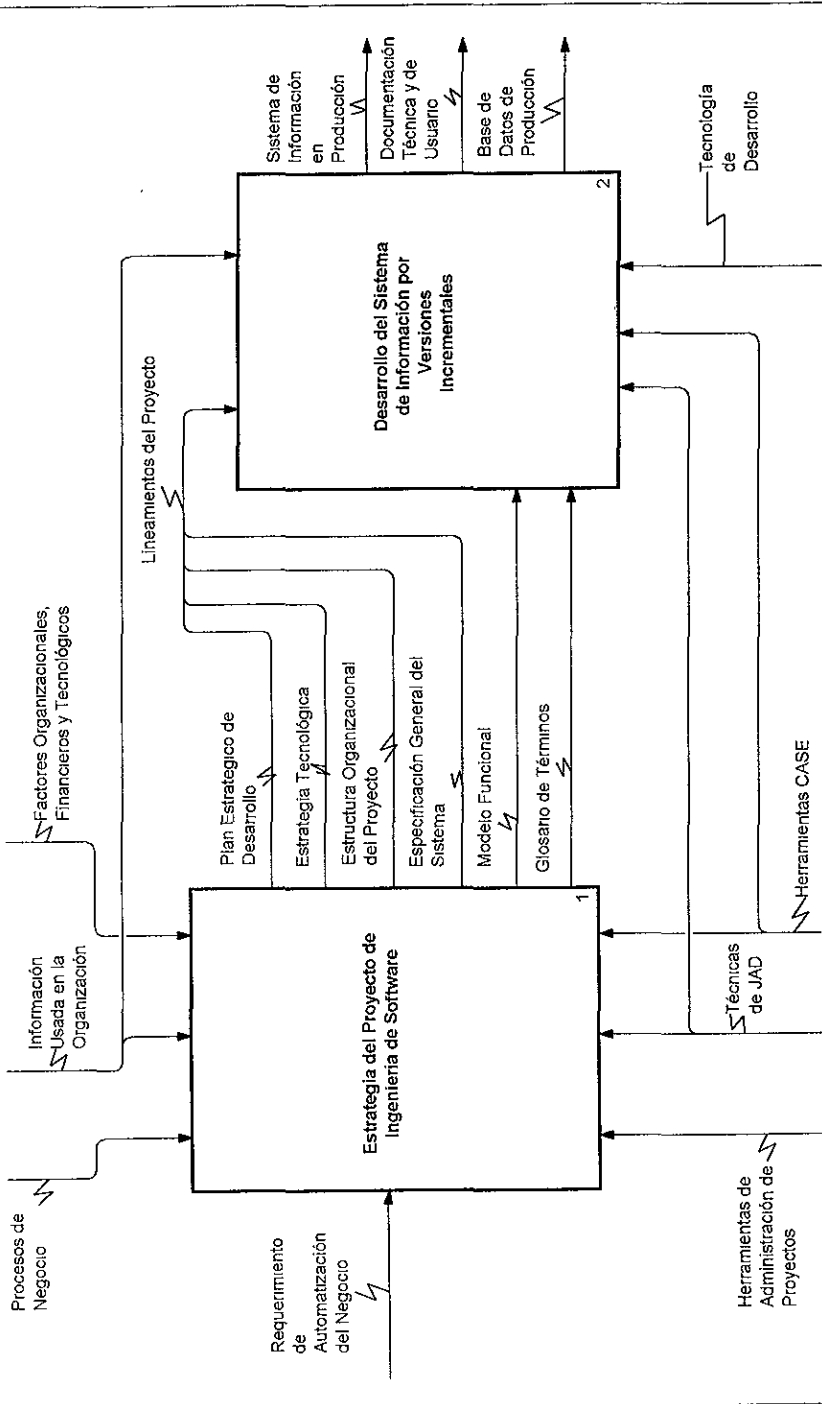 Procesos de
Negocio
Información
Usada en la
Organización
Factores Organizacionales,
Financieros y Tecnológicos
Lineamientos del Proyecto
Requerimiento
de
Automatización
del Negocio
Estrategia del Proyecto de
Ingeniería de Software
1
Plan Estrategico de
Desarrollo
Estrategia Tecnológica
Estructura Organizacional
del Proyecto
Especificación General del
Sistema
Modelo Funcional
Glosario de Términos
Desarrollo del Sistema
de Información por
Versiones
Incrementales
2
Sistema de
Información
en
Producción
Documentación
Técnica y de
Usuario
Base de
Datos de
Producción
Herramientas de
Administración de
Proyectos
Técnicas
de JAD
Herramientas CASE
Tecnología
de
Desarrollo